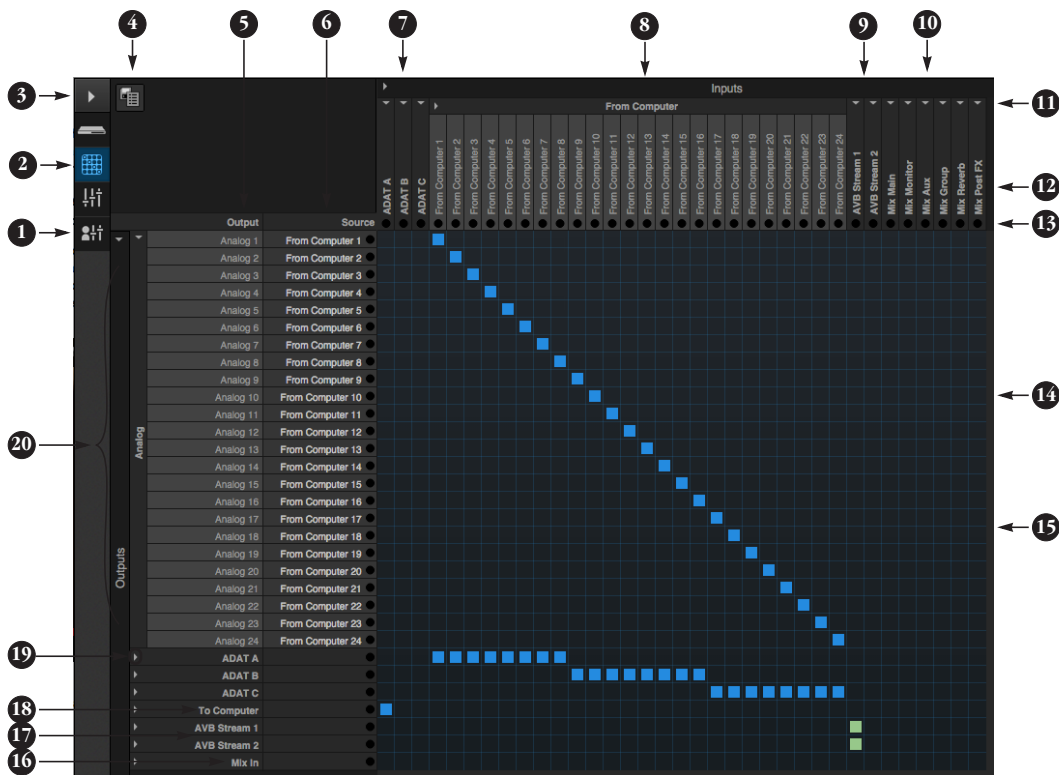 4
5
6
7
8
9
10
3
Inputs
From Computer
11
2
ADAT A
ADAT B
ADAT C
From Computer 1
From Computer 2
From Computer 3
From Computer 4
From Computer 5
From Computer 6
From Computer 7
From Computer 8
From Computer 9
From Computer 10
From Computer 11
From Computer 12
From Computer 13
From Computer 14
From Computer 15
From Computer 16
From Computer 17
From Computer 18
From Computer 19
From Computer 20
From Computer 21
From Computer 22
From Computer 23
From Computer 24
AVB Stream 1
AVB Stream 2
Mix Main
Mix Monitor
Mix Aux
Mix Group
Mix Reverb
Mix Post FX
12
Output Source
13
1
Analog 1 From Computer 1
Analog 2 From Computer 2
Analog 3 From Computer 3
Analog 4 From Computer 4
Analog 5 From Computer 5
Analog 6 From Computer 6
Analog 7 From Computer 7
Analog 8 From Computer 8
Analog 9 From Computer 9
Analog 10 From Computer 10
14
Analog 11 From Computer 11
Analog 12 From Computer 12
20
Analog
Analog 13 From Computer 13
Analog 14 From Computer 14
Analog 15 From Computer 15
Analog 16 From Computer 16
Analog 17 From Computer 17
15
Analog 18 From Computer 18
Analog 19 From Computer 19
Outputs
Analog 20 From Computer 20
Analog 21 From Computer 21
Analog 22 From Computer 22
Analog 23 From Computer 23
Analog 24 From Computer 24
19
ADAT A
ADAT B
ADAT C
18
To Computer
AVB Stream 1
17
AVB Stream 2
16
Mix In